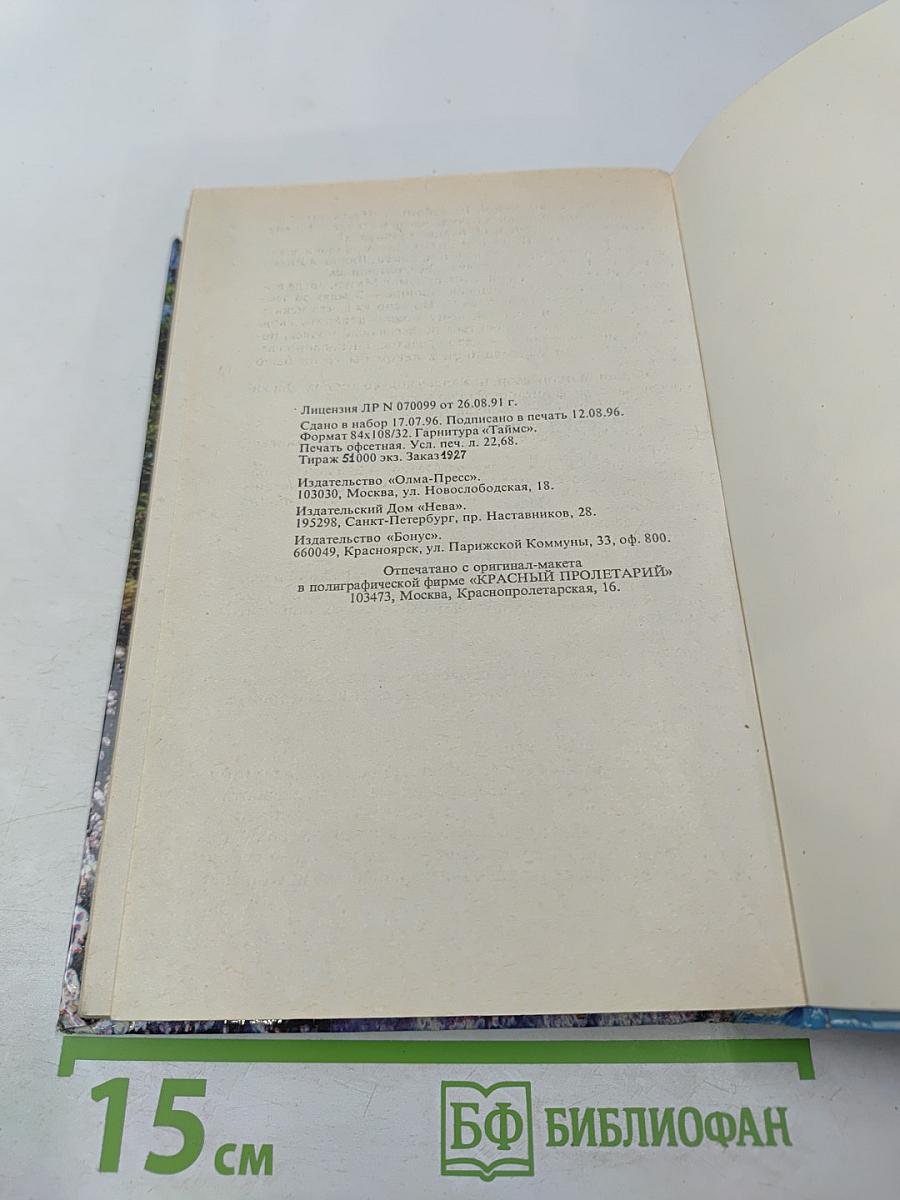 Лицензия ЛР N 070099 от 26.08.91 г.
Сдано в набор 17.07.96. Подписано в печать 12.08.96.
Формат 84x108/32. Гарнитура «Таймс».
Печать офсетная. Усл. печ. л. 22,68.
Тираж 51000 экз. Заказ 1927
Издательство «Олма-Пресс».
103030, Москва, ул. Новослободская, 18.
Издательский Дом «Нева».
195298, Санкт-Петербург, пр. Наставников, 28.
Издательство «Бонус».
660049, Красноярск, ул. Парижской Коммуны, 33, оф. 800.
Отпечатано с оригинал-макета
в полиграфической фирме «КРАСНЫЙ ПРОЛЕТАРИЙ»
103473, Москва, Краснопролетарская, 16.
15 см
БФ БИБЛИОФАН